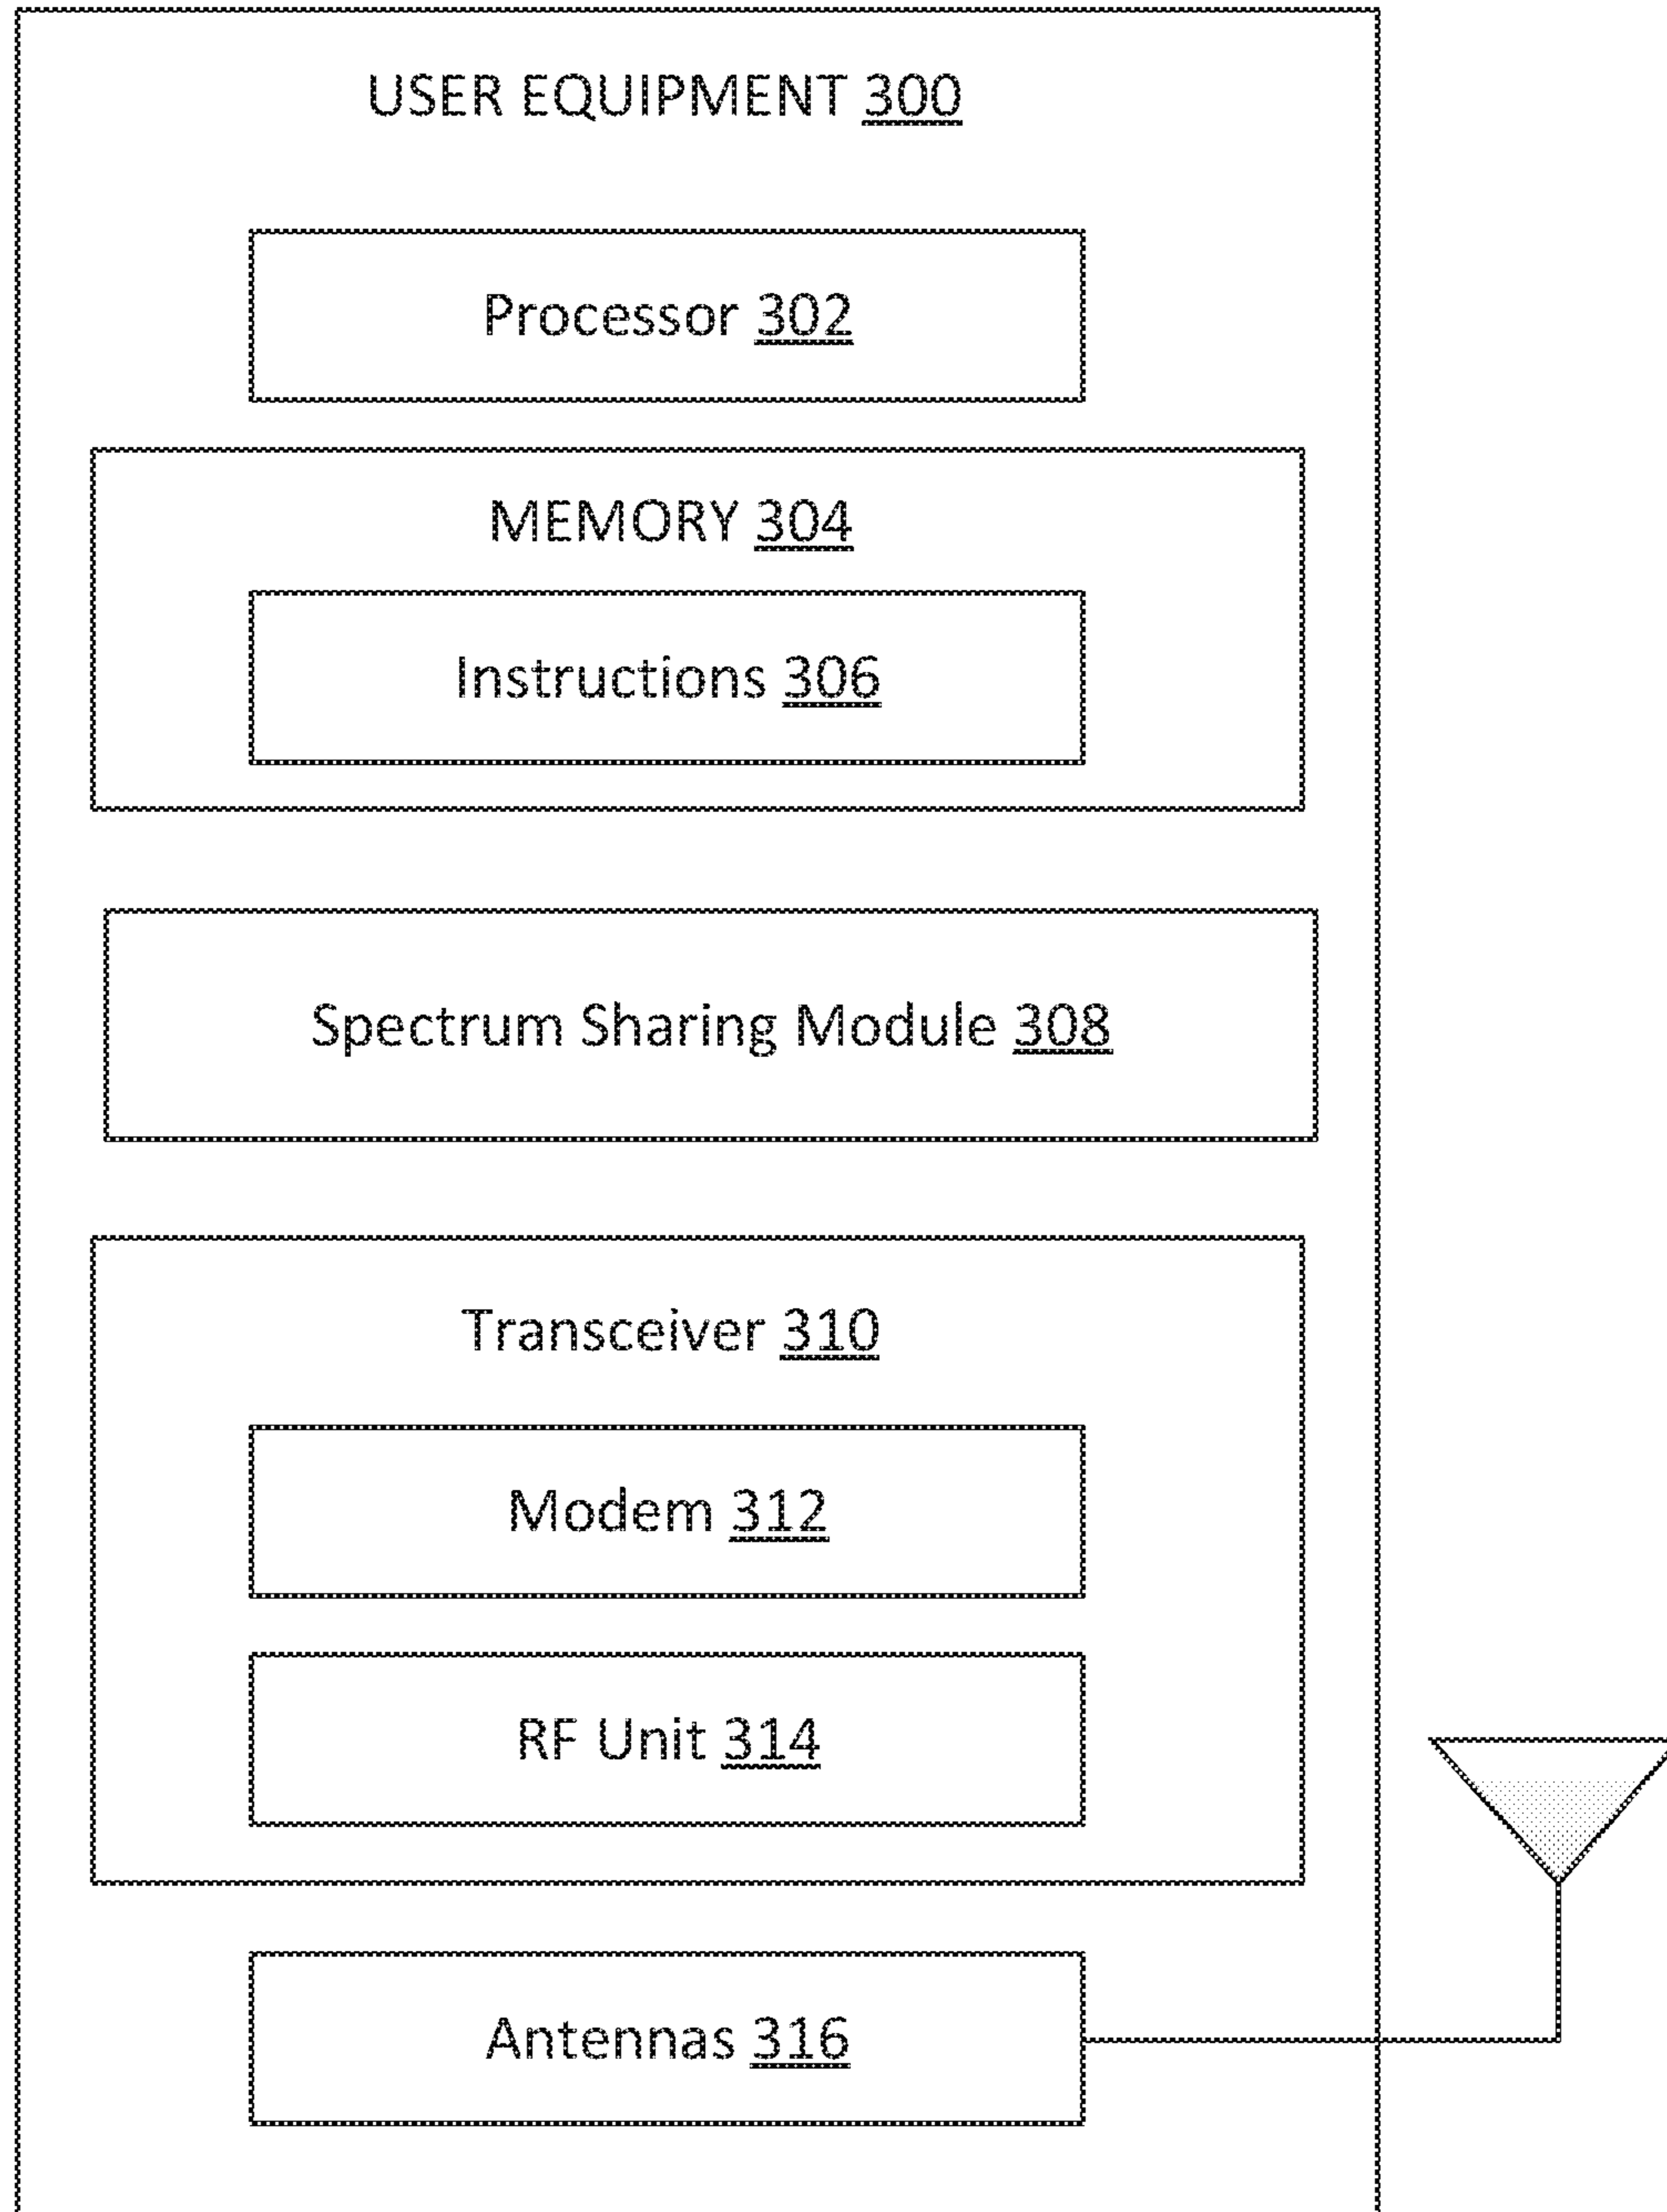 USER EQUIPMENT 300
Processor 302
MEMORY 304
Instructions 306
Spectrum Sharing Module 308
Transceiver 310
Modem 312
RF Unit 314
Antennas 316